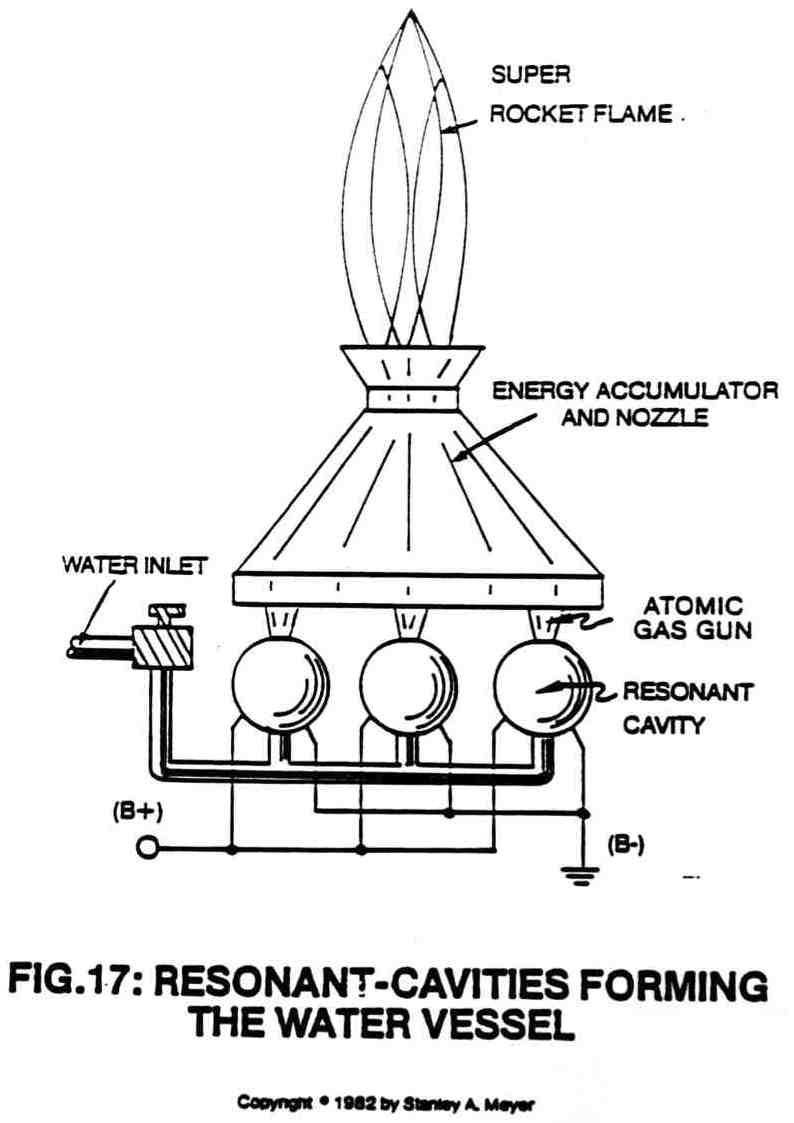 SUPER
ROCKET FLAME .
ENERGY ACCUMULATOR
AND NOZZLE
WATER INLET
ATOMIC
GAS GUN
RESONANT
CAVITY
(B+)
(B-)
FIG.17: RESONANT-CAVITIES FORMING
THE WATER VESSEL
Copyright • 1982 by Stanley A. Meyer